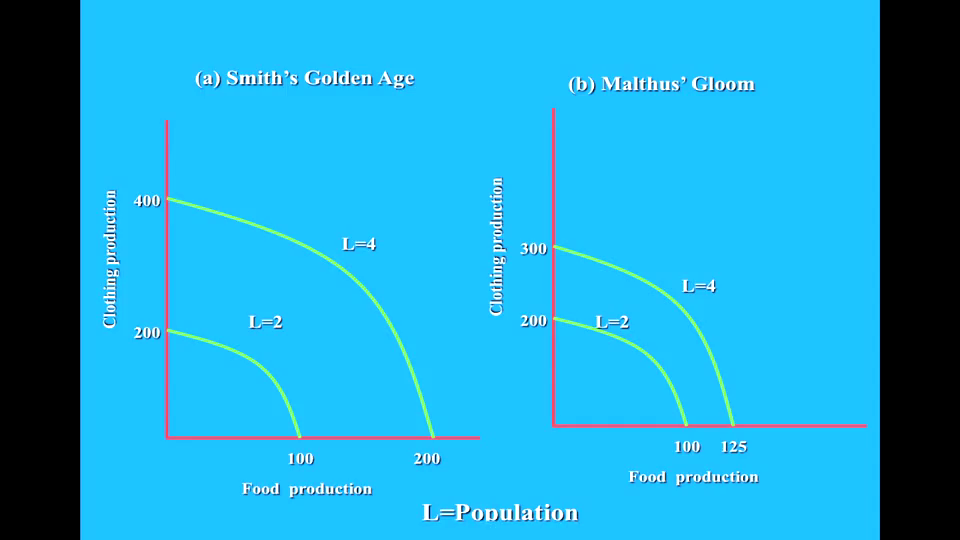 (a) Smith's Golden Age
Clothing production
400
200
L=4
L=2
100
200
Food production
(b) Malthus' Gloom
Clothing production
300
200
L=4
L=2
100
125
Food production
L=Population